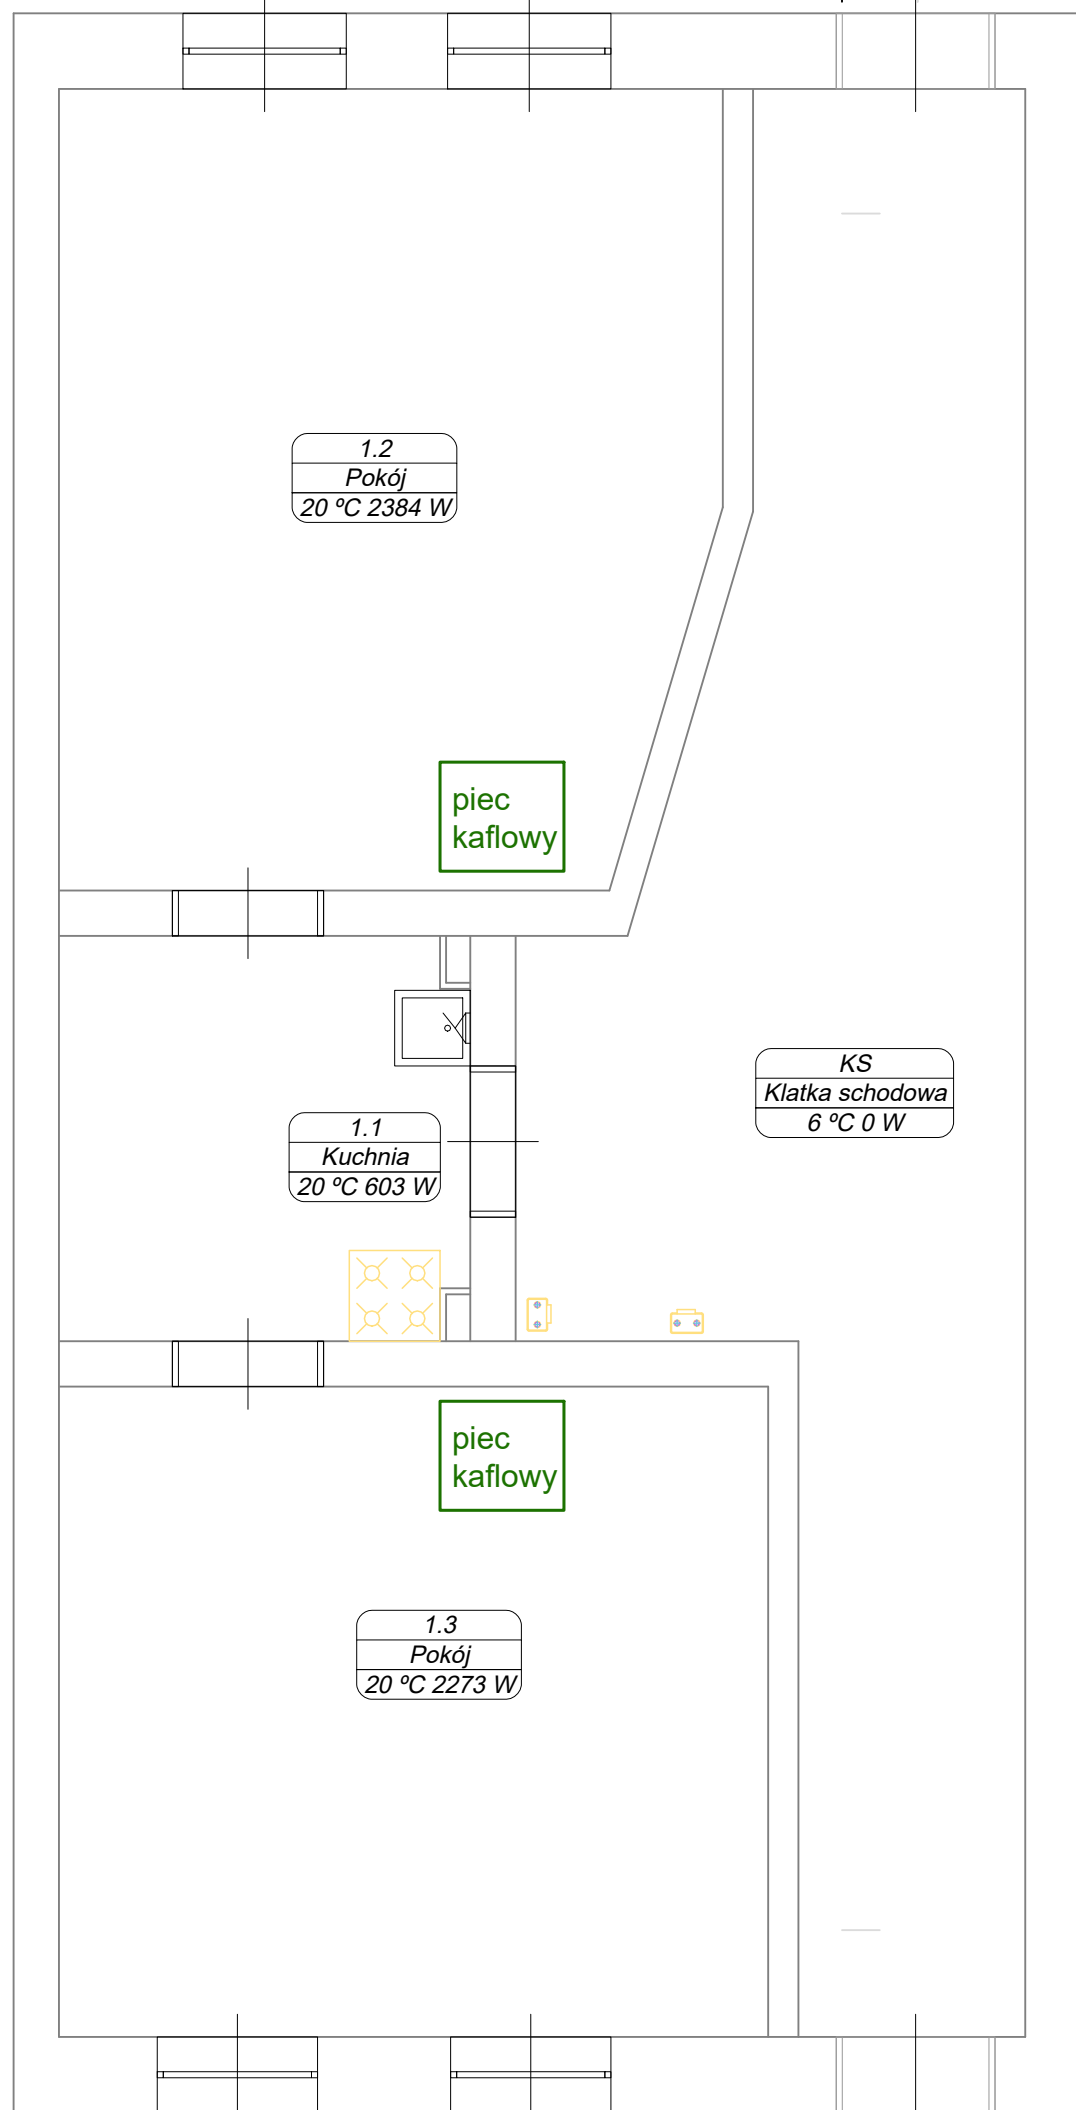 1.2
Pokój
20 ºC 2384 W
piec
kaflowy
KS
Klatka schodowa
6 ºC 0 W
1.1
Kuchnia
20 ºC 603 W
piec
kaflowy
1.3
Pokój
20 ºC 2273 W